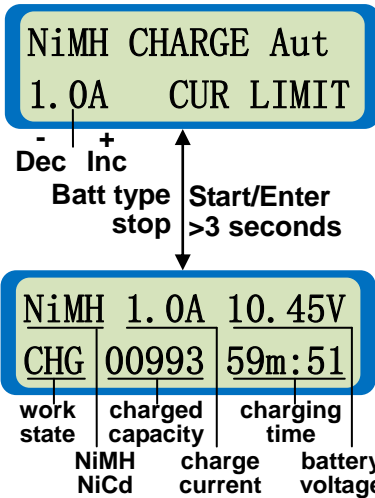 NiMH CHARGE Aut
1.0A CUR LIMIT
- +
Dec Inc
Batt type Start/Enter
stop >3 seconds
NiMH 1.0A 10.45V
CHG 00993 59m:51
work charged charging
state capacity time
NiMH charge battery
NiCd current voltage